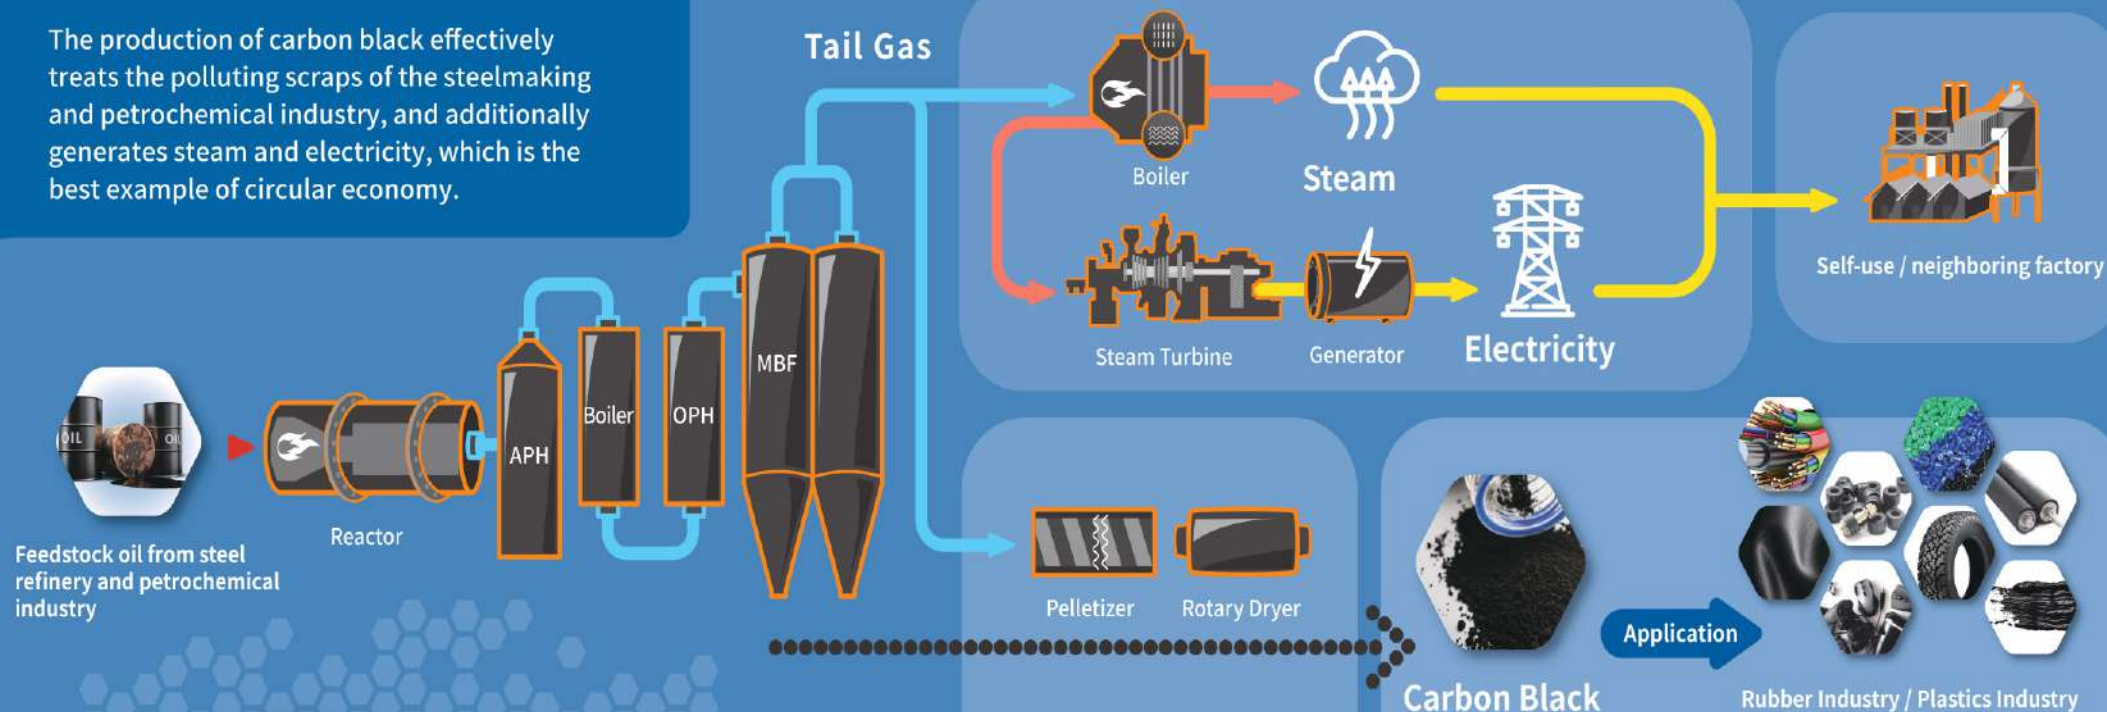 The production of carbon black effectively
treats the polluting scraps of the steelmaking
and petrochemical industry, and additionally
generates steam and electricity, which is the
best example of circular economy.
Tail Gas
Boiler
Steam
Steam Turbine
Generator
Electricity
Self-use / neighboring factory
OIL
OIL
Feedstock oil from steel
refinery and petrochemical
industry
Reactor
APH
Boiler
OPH
MBF
Pelletizer
Rotary Dryer
Carbon Black
Application
Rubber Industry / Plastics Industry